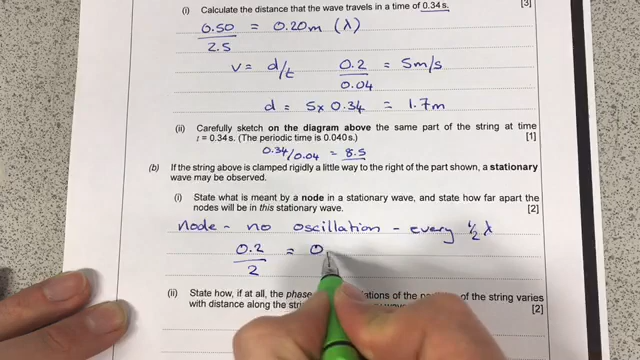 (i) Calculate the distance that the wave travels in a time of 0.34 s. [3]
0.50 = 0.20m (λ)
2.5
v = d/t 0.2 = 5m/s
0.04
d = 5 x 0.34 = 1.7m
(ii) Carefully sketch on the diagram above the same part of the string at time
t = 0.34 s. (The periodic time is 0.040 s.) [1]
0.34/0.04 = 8.5
(b) If the string above is clamped rigidly a little way to the right of the part shown, a stationary
wave may be observed.
(i) State what is meant by a node in a stationary wave, and state how far apart the
nodes will be in this stationary wave. [2]
Node - no oscillation - every 1/2 λ
0.2 = 0
2
(ii) State how, if at all, the phase of the string varies
with distance along the [2]